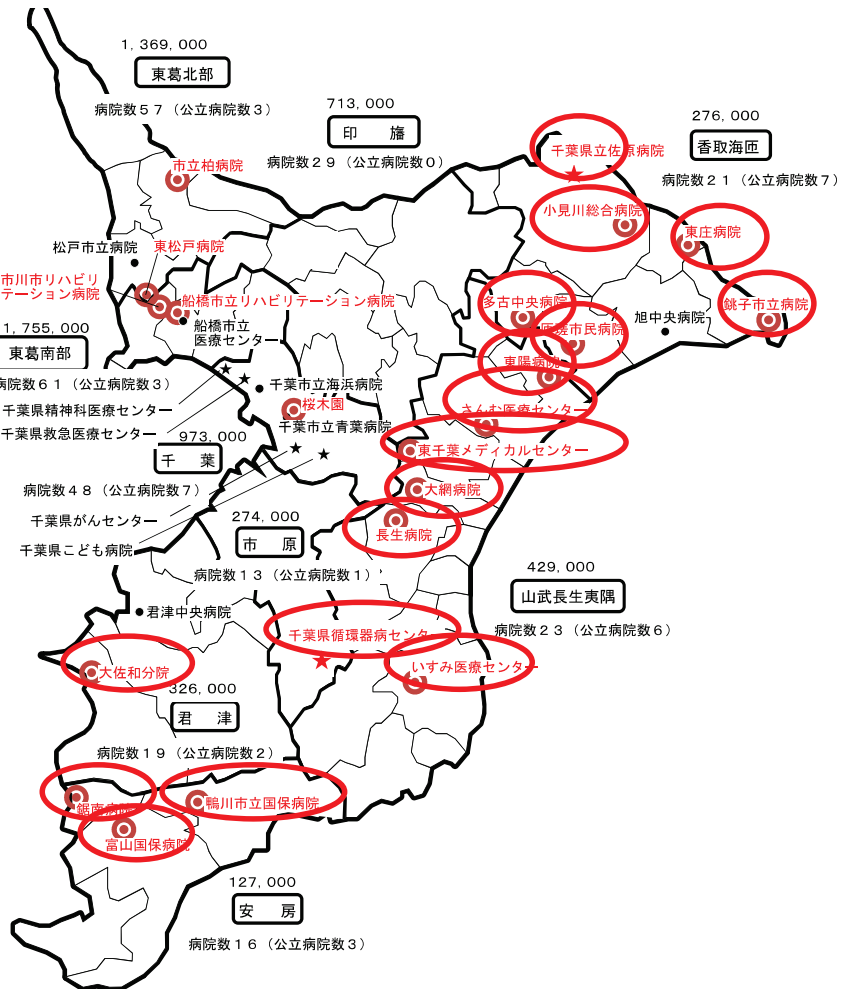 1,369,000
東葛北部
病院数57（公立病院数3）
713,000
印　旛
病院数29（公立病院数0）
276,000
香取海匝
病院数21（公立病院数7）
千葉県立佐原病院
市立柏病院
小見川総合病院
東庄病院
松戸市立病院
東松戸病院
市川市リハビリ
テーション病院
船橋市立リハビリテーション病院
船橋市立
医療センター
多古中央病院
銚子市立病院
旭中央病院
匝瑳市民病院
1,755,000
東葛南部
病院数61（公立病院数3）
東陽病院
千葉市立海浜病院
千葉県精神科医療センター
桜木園
さんむ医療センター
千葉県救急医療センター
千葉市立青葉病院
973,000
千　葉
東千葉メディカルセンター
病院数48（公立病院数7）
大網病院
千葉県がんセンター
274,000
市　原
長生病院
千葉県こども病院
病院数13（公立病院数1）
429,000
山武長生夷隅
病院数23（公立病院数6）
君津中央病院
千葉県循環器病センター
いすみ医療センター
大佐和分院
326,000
君　津
病院数19（公立病院数2）
鋸南病院
鴨川市立国保病院
富山国保病院
127,000
安　房
病院数16（公立病院数3）